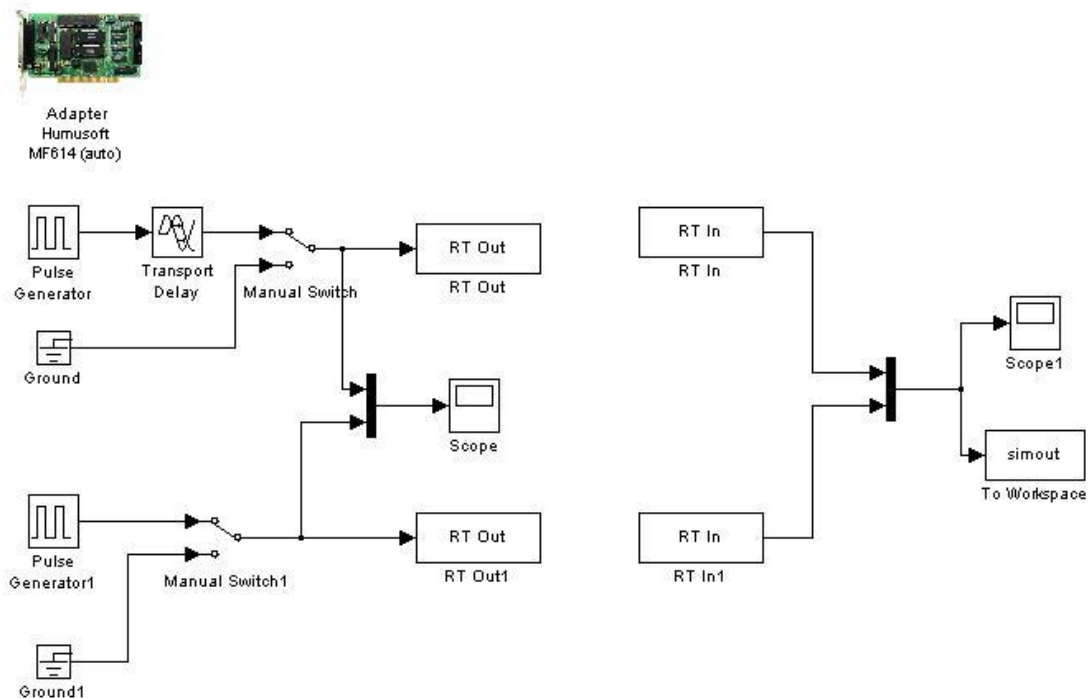 Adapter
Humusoft
MF614 (auto)
Pulse
Generator
Transport
Delay
Manual Switch
RT Out
RT Out
Ground
RT In
RT In
Scope1
Scope
simout
To Workspace
Pulse
Generator1
Manual Switch1
RT Out
RT Out1
RT In
RT In1
Ground1